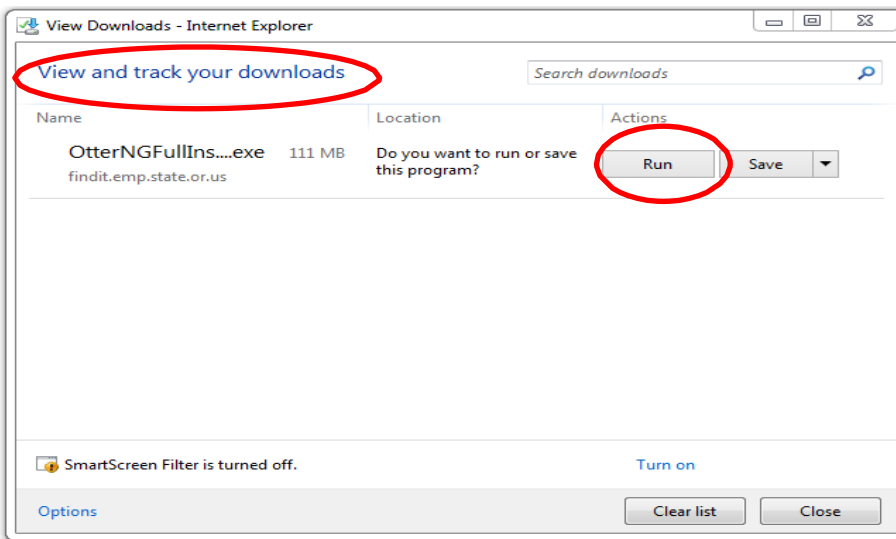 View Downloads - Internet Explorer
View and track your downloads
Search downloads
Name Location Actions
OtterNGFullIns....exe 111 MB Do you want to run or save Run Save
findit.emp.state.or.us this program?
SmartScreen Filter is turned off. Turn on
Options Clear list Close